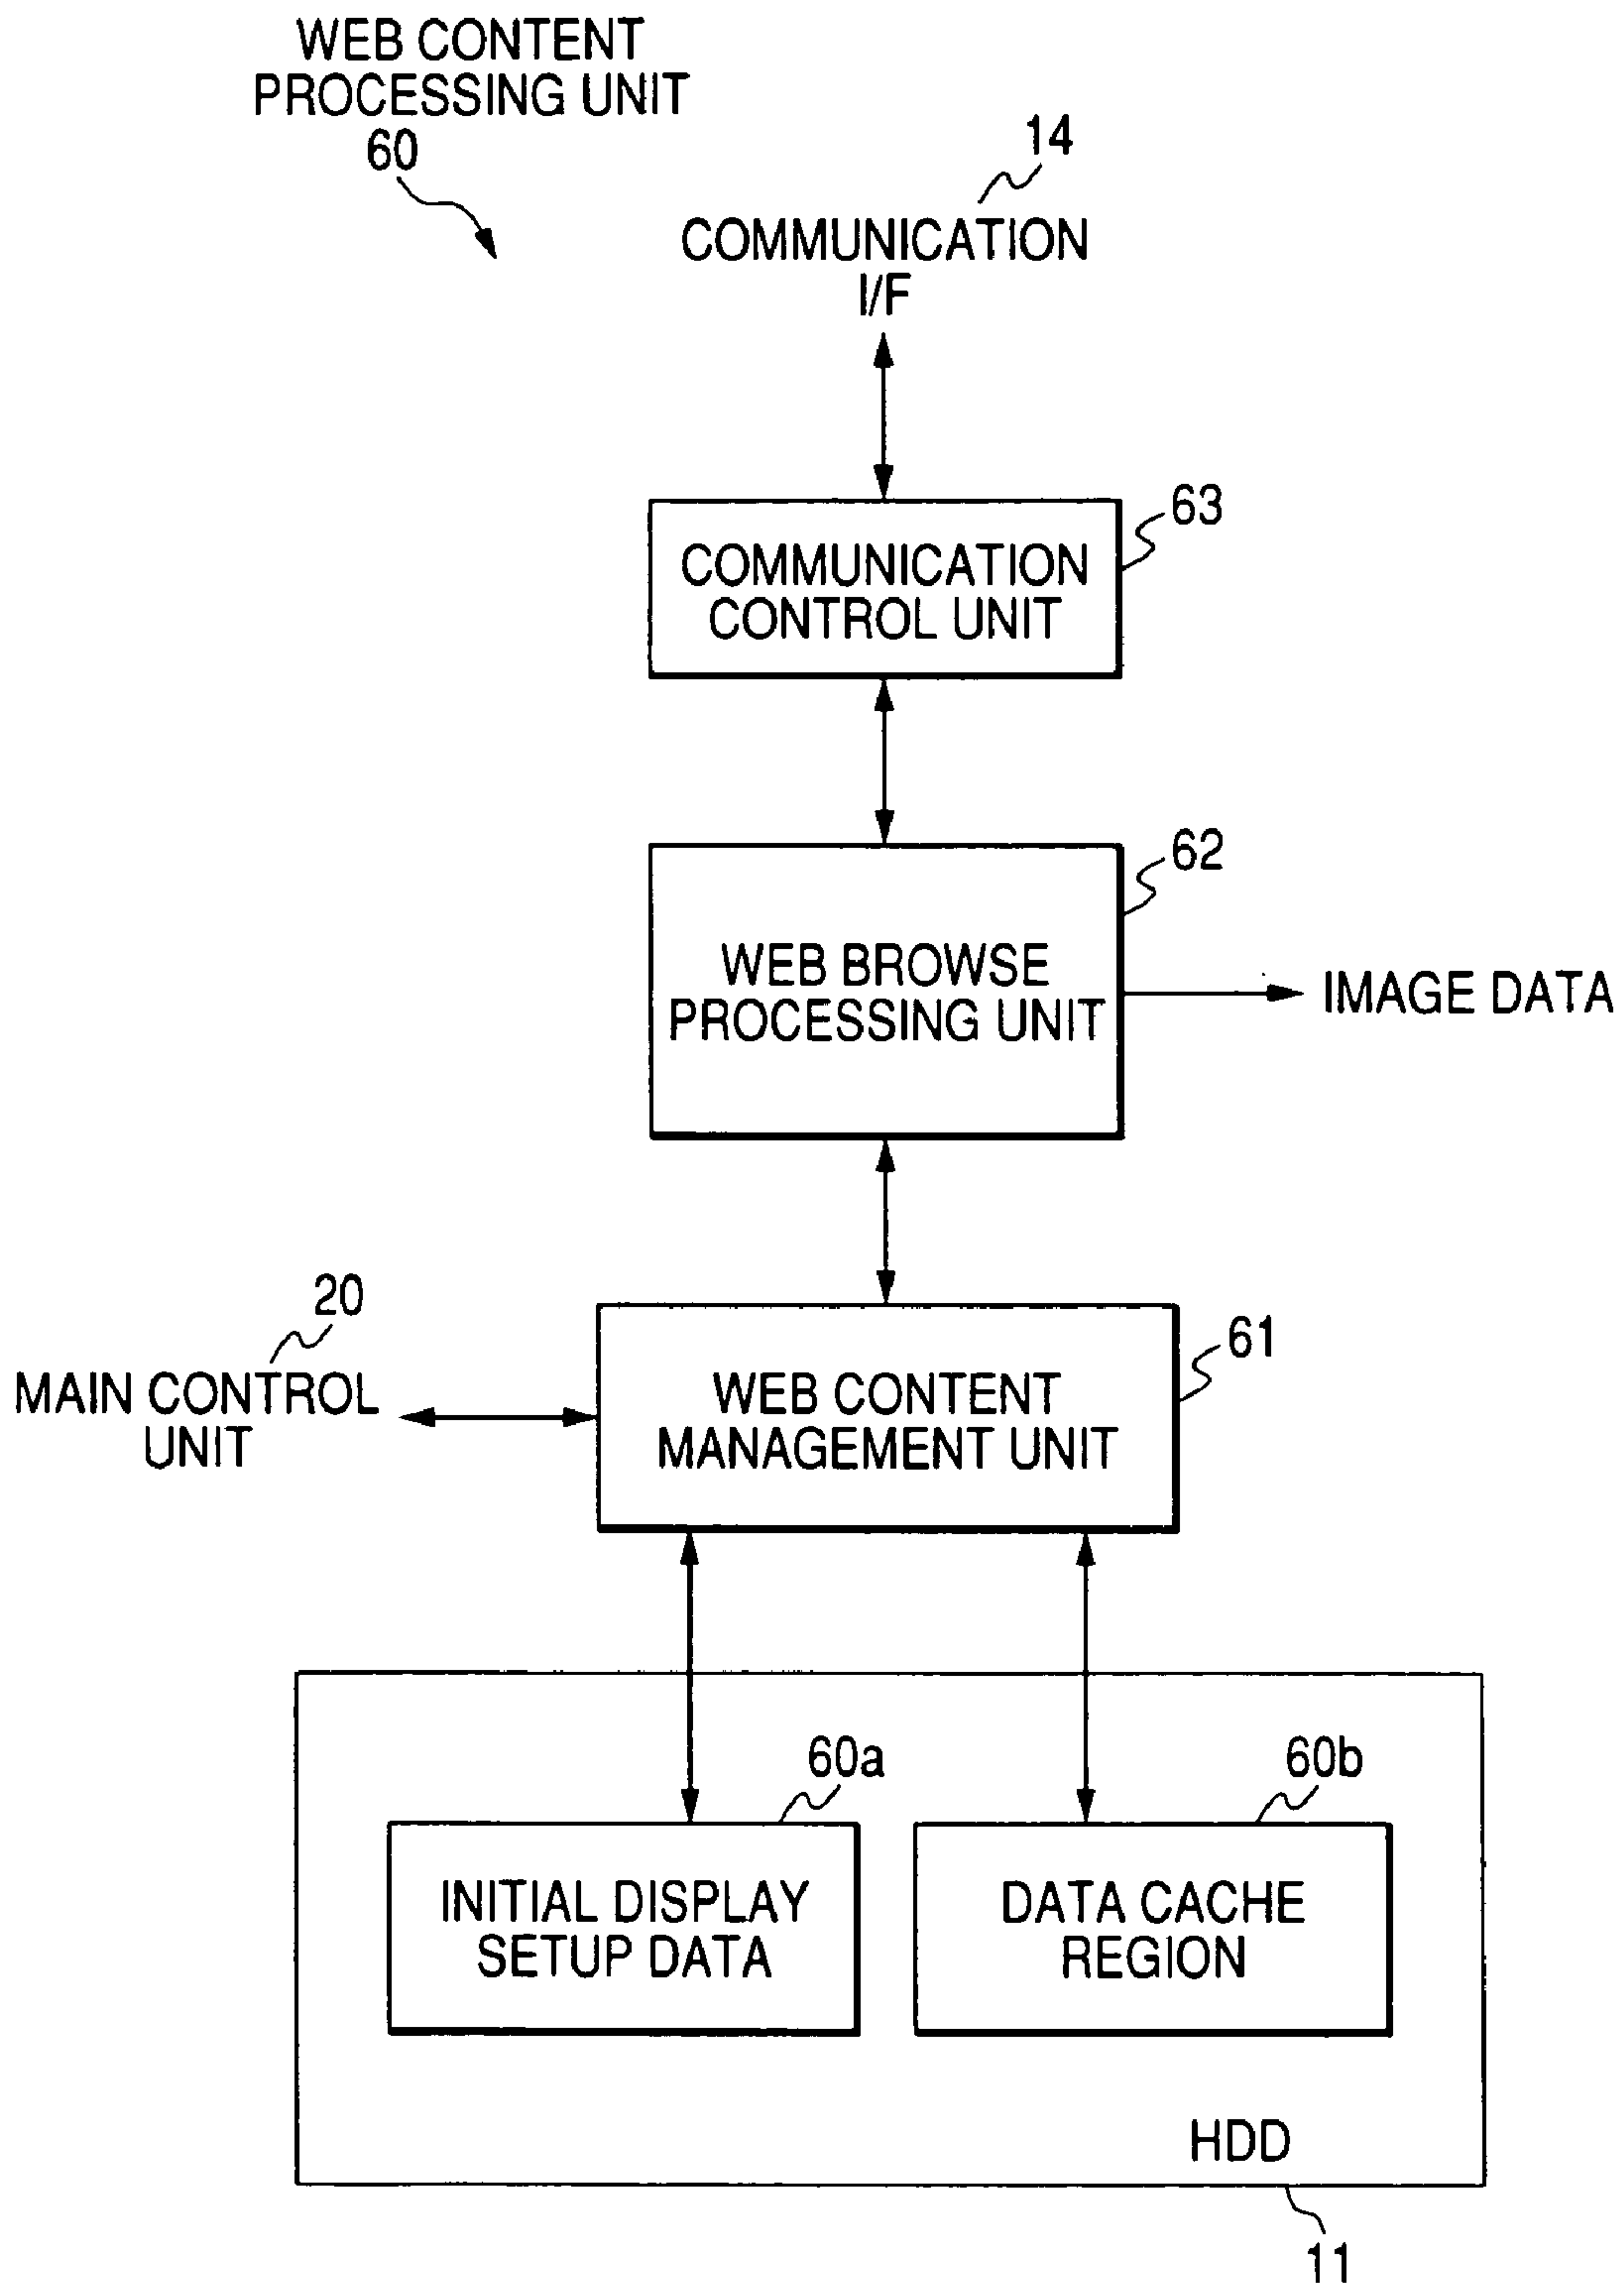 WEB CONTENT
PROCESSING UNIT
60
14
COMMUNICATION
I/F
63
COMMUNICATION
CONTROL UNIT
62
WEB BROWSE
PROCESSING UNIT
IMAGE DATA
20
MAIN CONTROL
UNIT
61
WEB CONTENT
MANAGEMENT UNIT
60a
60b
INITIAL DISPLAY
SETUP DATA
DATA CACHE
REGION
HDD
11